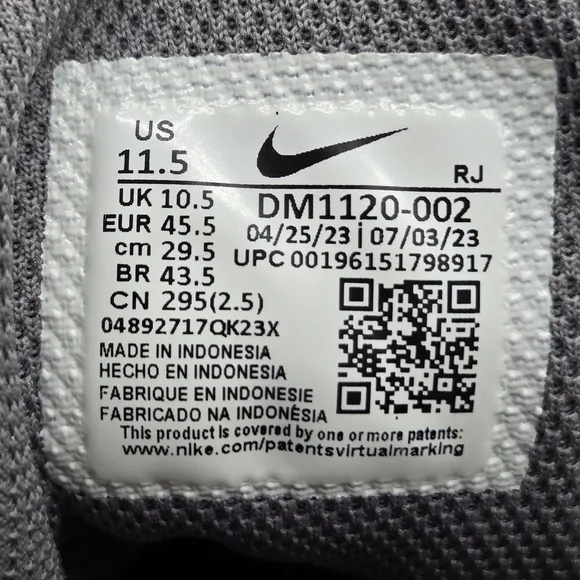 US
11.5
RJ
UK 10.5
EUR 45.5
cm 29.5
BR 43.5
CN 295(2.5)
DM1120-002
04/25/23 | 07/03/23
UPC 00196151798917
04892717QK23X
MADE IN INDONESIA
HECHO EN INDONESIA
FABRIQUE EN INDONESIE
FABRICADO NA INDONÉSIA
This product is covered by one or more patents:
www.nike.com/patentsvirtualmarking